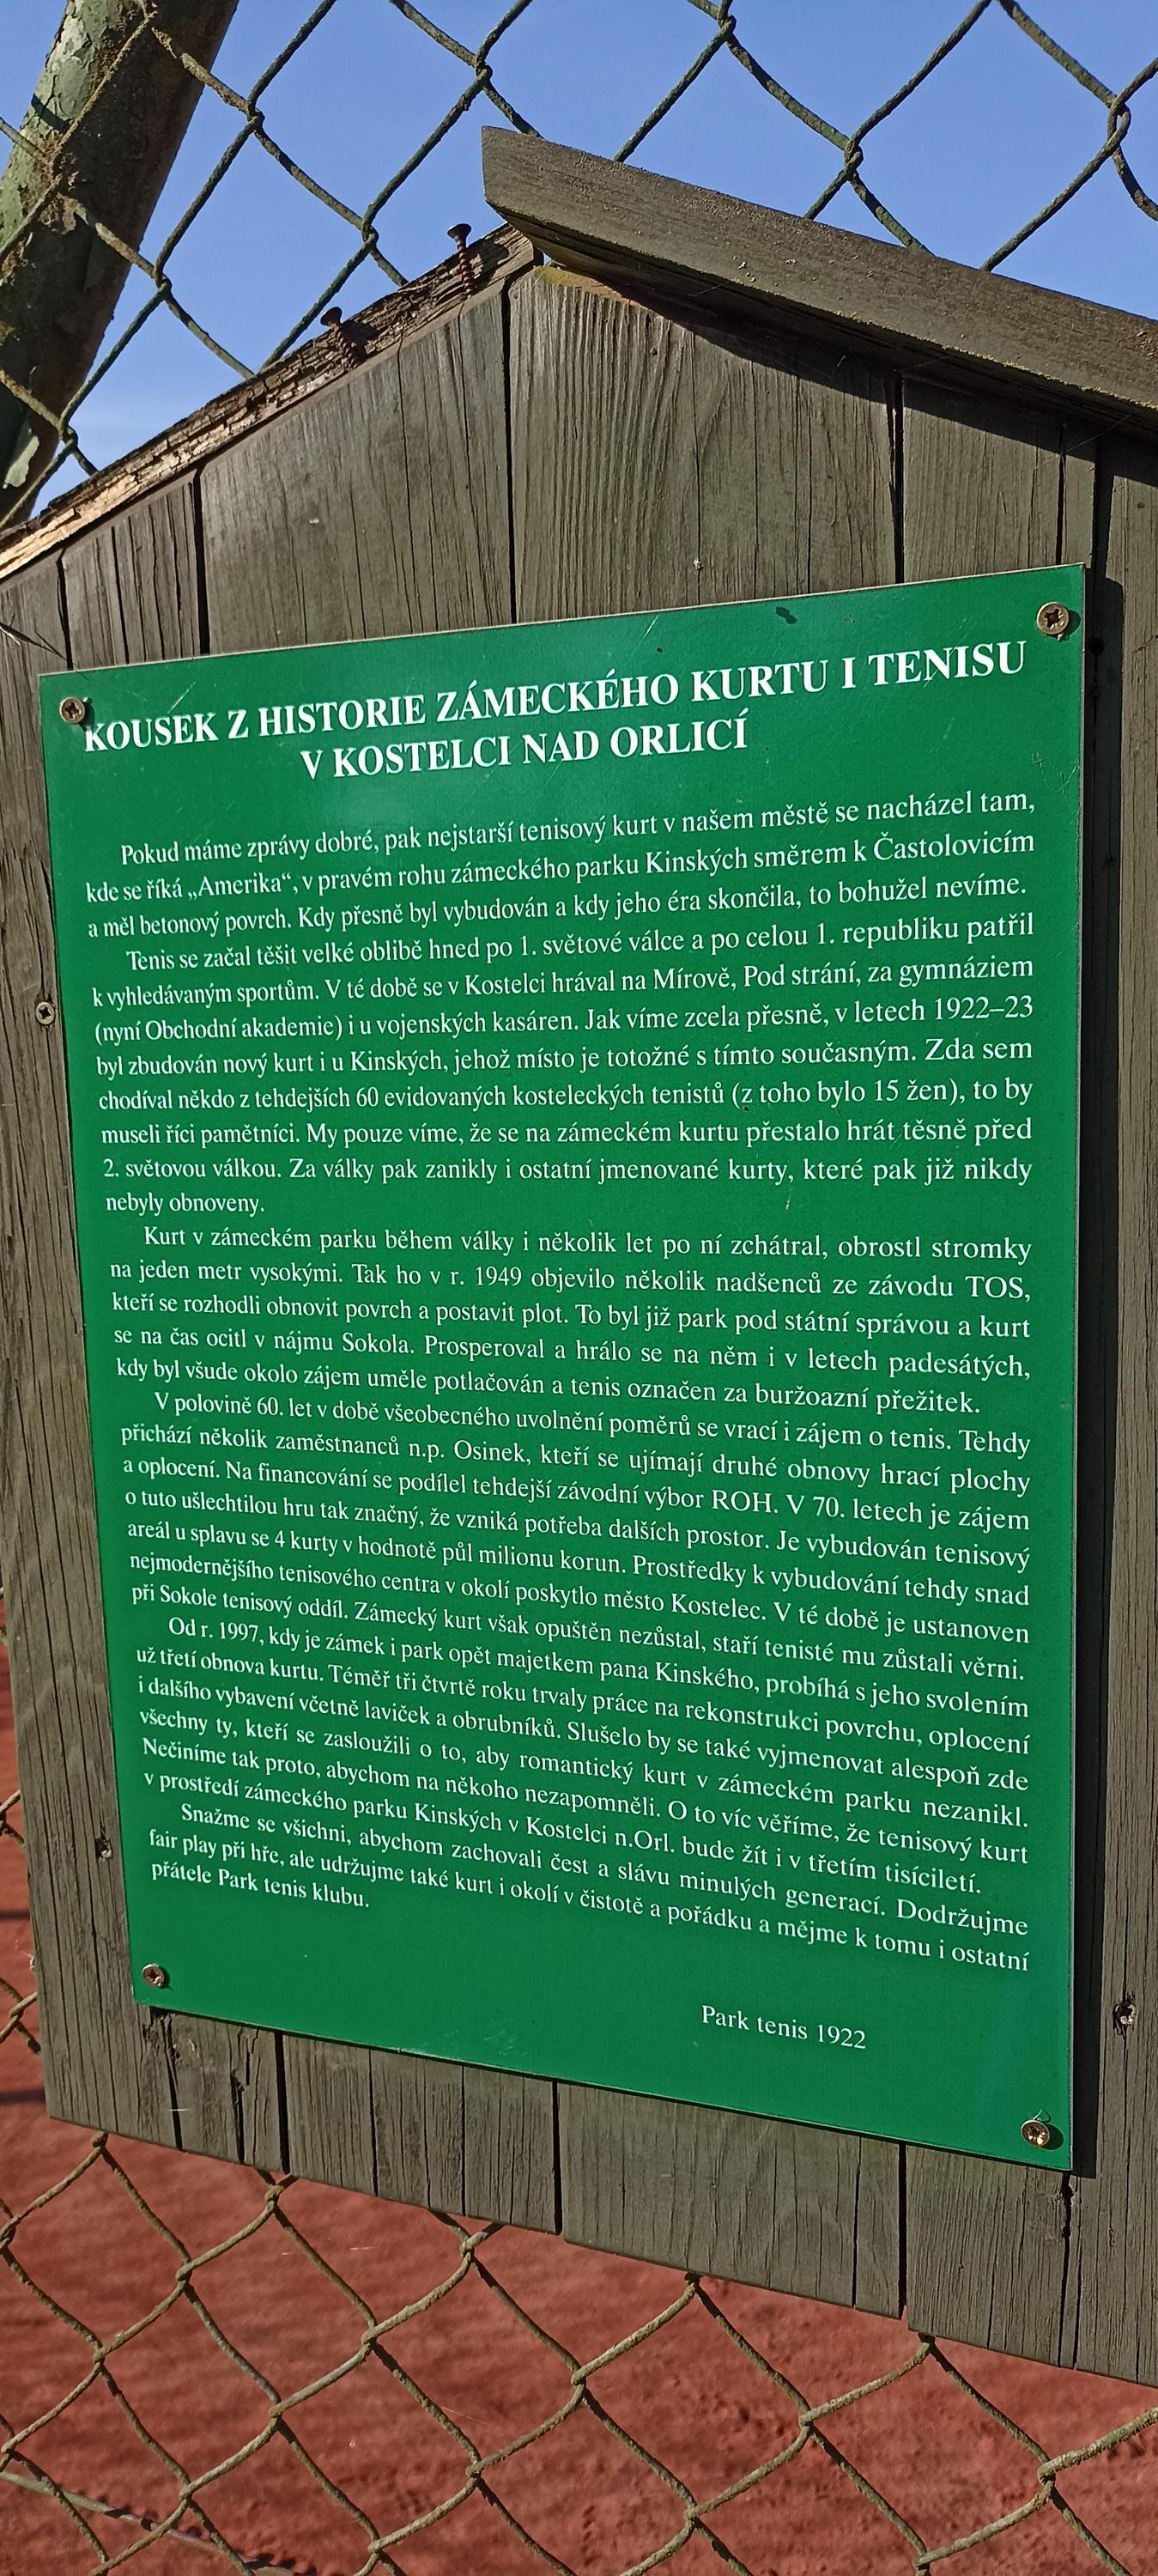 KOUSEK Z HISTORIE ZÁMECKÉHO KURTU I TENISU
V KOSTELCI NAD ORLICÍ
Pokud máme zprávy dobré, pak nejstarší tenisový kurt v našem městě se nacházel tam,
kde se říká „Amerika“, v pravém rohu zámeckého parku Kinských směrem k Častolovicím
a měl betonový povrch. Kdy přesně byl vybudován a kdy jeho éra skončila, to bohužel nevíme.
Tenis se začal těšit velké oblibě hned po 1. světové válce a po celou 1. republiku patřil
k vyhledávaným sportům. V té době se v Kostelci hrával na Mírově, Pod strání, za gymnáziem
(nyní Obchodní akademie) i u vojenských kasáren. Jak víme zcela přesně, v letech 1922–23
byl zbudován nový kurt i u Kinských, jehož místo je totožné s tímto současným. Zda sem
chodíval někdo z tehdejších 60 evidovaných kosteleckých tenistů (z toho bylo 15 žen), to by
museli říci pamětníci. My pouze víme, že se na zámeckém kurtu přestalo hrát těsně před
2. světovou válkou. Za války pak zanikly i ostatní jmenované kurty, které pak již nikdy
nebyly obnoveny.
Kurt v zámeckém parku během války i několik let po ní zchátral, obrostl stromky
na jeden metr vysokými. Tak ho v r. 1949 objevilo několik nadšenců ze závodu TOS,
kteří se rozhodli obnovit povrch a postavit plot. To byl již park pod státní správou a kurt
se na čas ocitl v nájmu Sokola. Prosperoval a hrálo se na něm i v letech padesátých,
kdy byl všude okolo zájem uměle potlačován a tenis označen za buržoazní přežitek.
V polovině 60. let v době všeobecného uvolnění poměrů se vrací i zájem o tenis. Tehdy
přichází několik zaměstnanců n.p. Osinek, kteří se ujímají druhé obnovy hrací plochy
a oplocení. Na financování se podílel tehdejší závodní výbor ROH. V 70. letech je zájem
o tuto ušlechtilou hru tak značný, že vzniká potřeba dalších prostor. Je vybudován tenisový
areál u splavu se 4 kurty v hodnotě půl milionu korun. Prostředky k vybudování tehdy snad
nejmodernějšího tenisového centra v okolí poskytlo město Kostelec. V té době je ustanoven
při Sokole tenisový oddíl. Zámecký kurt však opuštěn nezůstal, staří tenisté mu zůstali věrni.
Od r. 1997, kdy je zámek i park opět majetkem pana Kinského, probíhá s jeho svolením
už třetí obnova kurtu. Téměř tři čtvrtě roku trvaly práce na rekonstrukci povrchu, oplocení
i dalšího vybavení včetně laviček a obrubníků. Slušelo by se také vyjmenovat alespoň zde
všechny ty, kteří se zasloužili o to, aby romantický kurt v zámeckém parku nezanikl.
Nečiníme tak proto, abychom na někoho nezapomněli. O to víc věříme, že tenisový kurt
v prostředí zámeckého parku Kinských v Kostelci n.Orl. bude žít i v třetím tisíciletí.
Snažme se všichni, abychom zachovali čest a slávu minulých generací. Dodržujme
fair play při hře, ale udržujme také kurt i okolí v čistotě a pořádku a mějme k tomu i ostatní
přátele Park tenis klubu.
Park tenis 1922